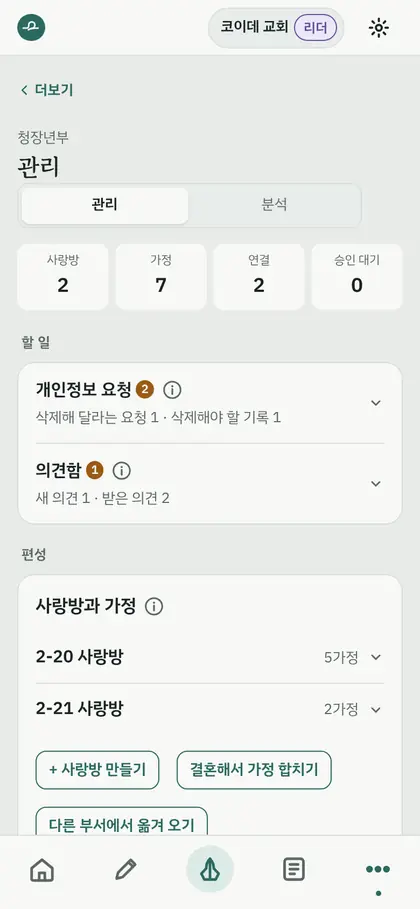 코이데 교회 리더
더보기
청장년부
관리
관리 분석
사랑방 가정 연결 승인 대기
2 7 2 0
할 일
개인정보 요청 2
삭제해 달라는 요청 1 · 삭제해야 할 기록 1
의견함 1
새 의견 1 · 받은 의견 2
편성
사랑방과 가정
2-20 사랑방 5가정
2-21 사랑방 2가정
+ 사랑방 만들기 결혼해서 가정 합치기
다른 부서에서 옮겨 오기